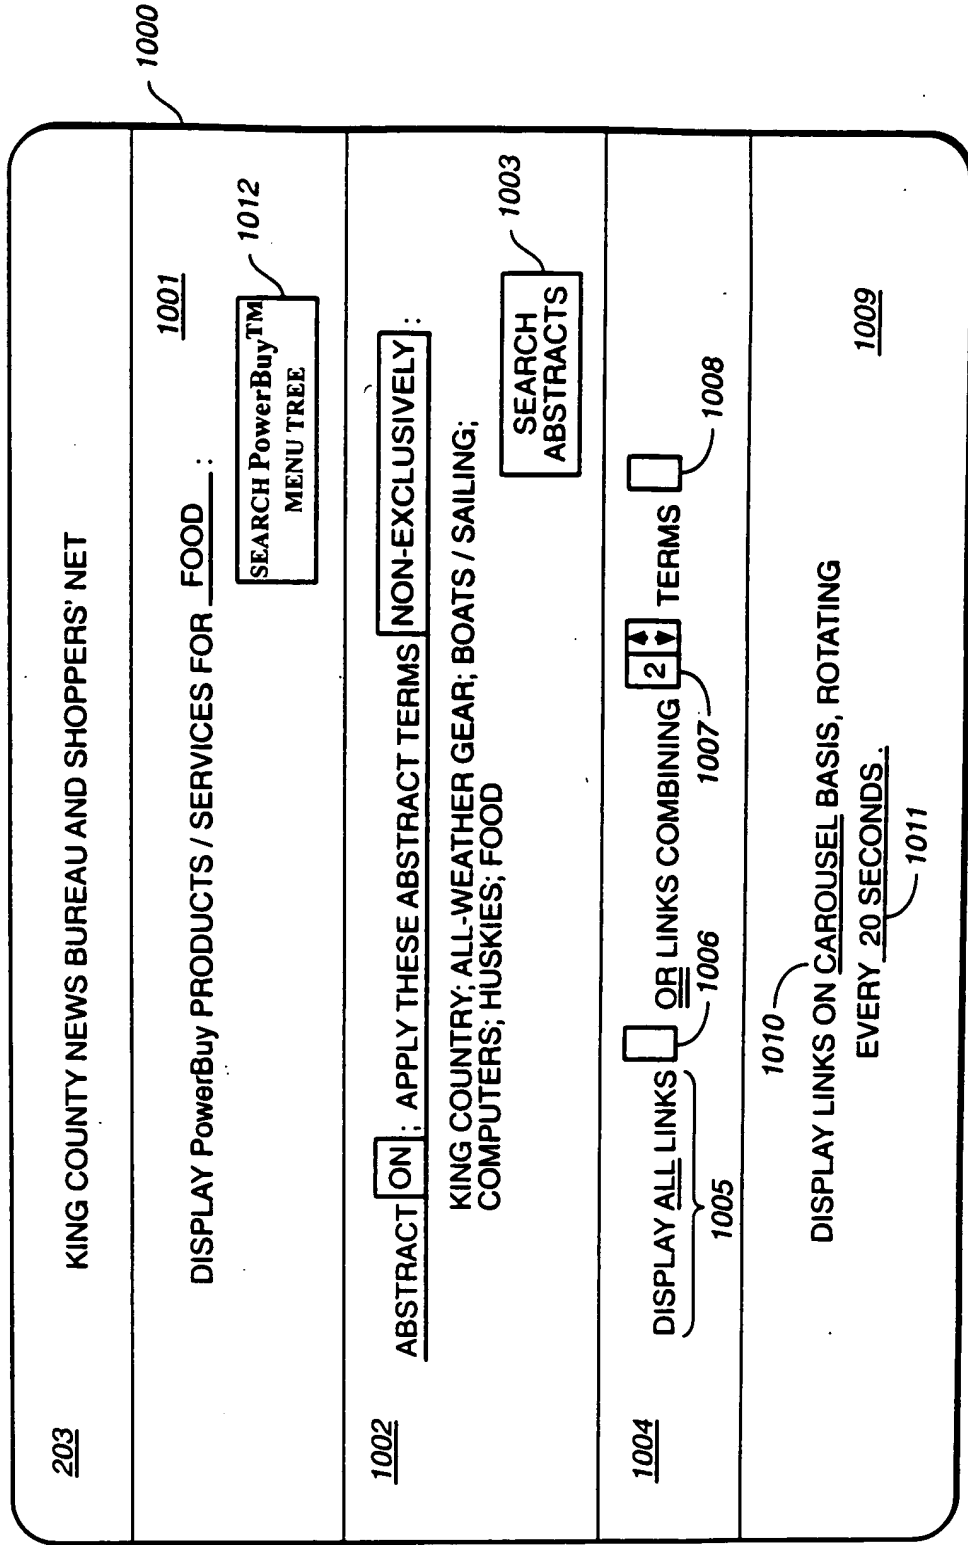 1000
203
KING COUNTY NEWS BUREAU AND SHOPPERS' NET
1001
DISPLAY PowerBuy PRODUCTS / SERVICES FOR FOOD :
SEARCH PowerBuy™
MENU TREE
1012
1002
ABSTRACT ON ; APPLY THESE ABSTRACT TERMS NON-EXCLUSIVELY :
KING COUNTRY; ALL-WEATHER GEAR; BOATS / SAILING;
COMPUTERS; HUSKIES; FOOD
SEARCH
ABSTRACTS
1003
1004
DISPLAY ALL LINKS OR LINKS COMBINING 2 TERMS
1005
1006
1007
1008
1010
DISPLAY LINKS ON CAROUSEL BASIS, ROTATING
EVERY 20 SECONDS.
1011
1009